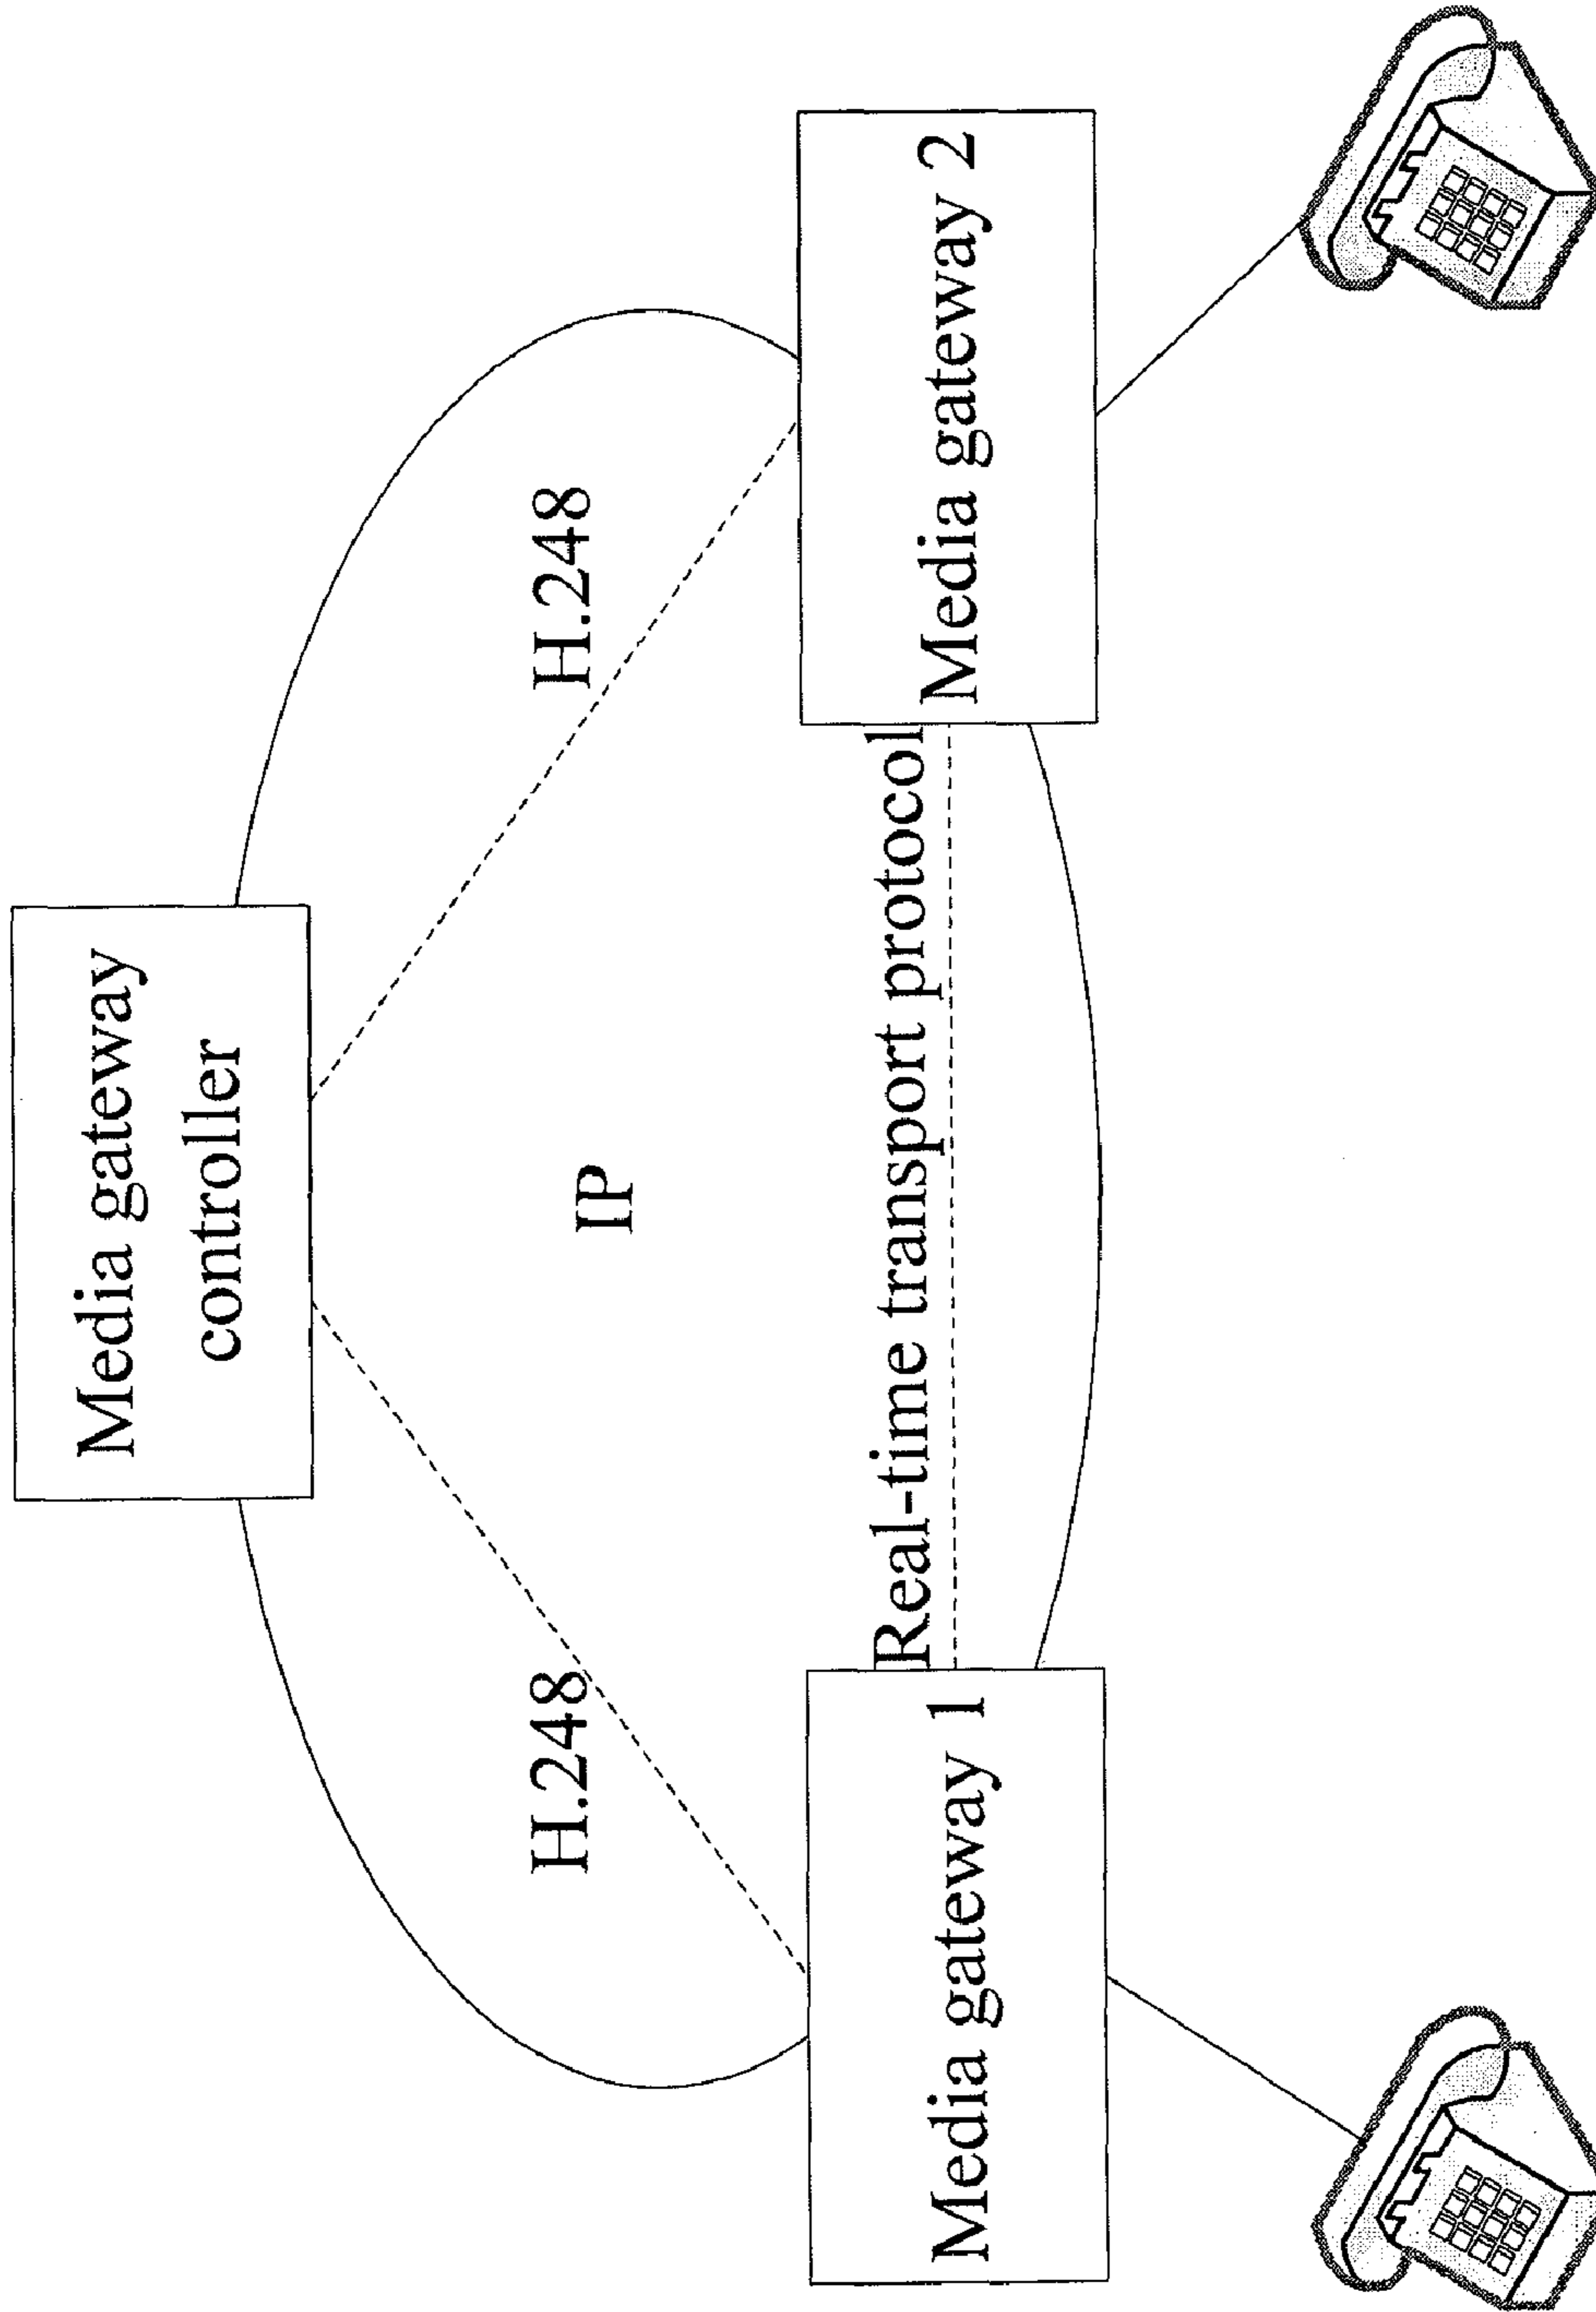 Media gateway
controller
H.248
H.248
IP
Real-time transport protocol
Media gateway 1
Media gateway 2